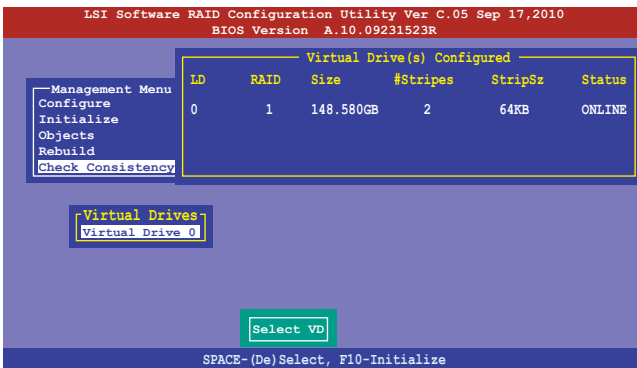 LSI Software RAID Configuration Utility Ver C.05 Sep 17,2010
BIOS Version A.10.09231523R
Virtual Drive(s) Configured
LD RAID Size #Stripes StripSz Status
0 1 148.580GB 2 64KB ONLINE
Management Menu
Configure
Initialize
Objects
Rebuild
Check Consistency
Virtual Drives
Virtual Drive 0
Select VD
SPACE-(De)Select, F10-Initialize